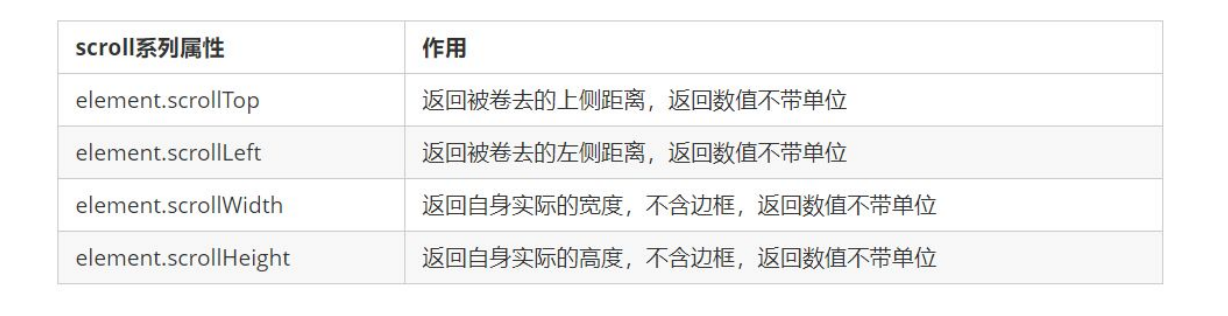 scroll系列属性 作用
element.scrollTop 返回被卷去的上侧距离，返回数值不带单位
element.scrollLeft 返回被卷去的左侧距离，返回数值不带单位
element.scrollWidth 返回自身实际的宽度，不含边框，返回数值不带单位
element.scrollHeight 返回自身实际的高度，不含边框，返回数值不带单位